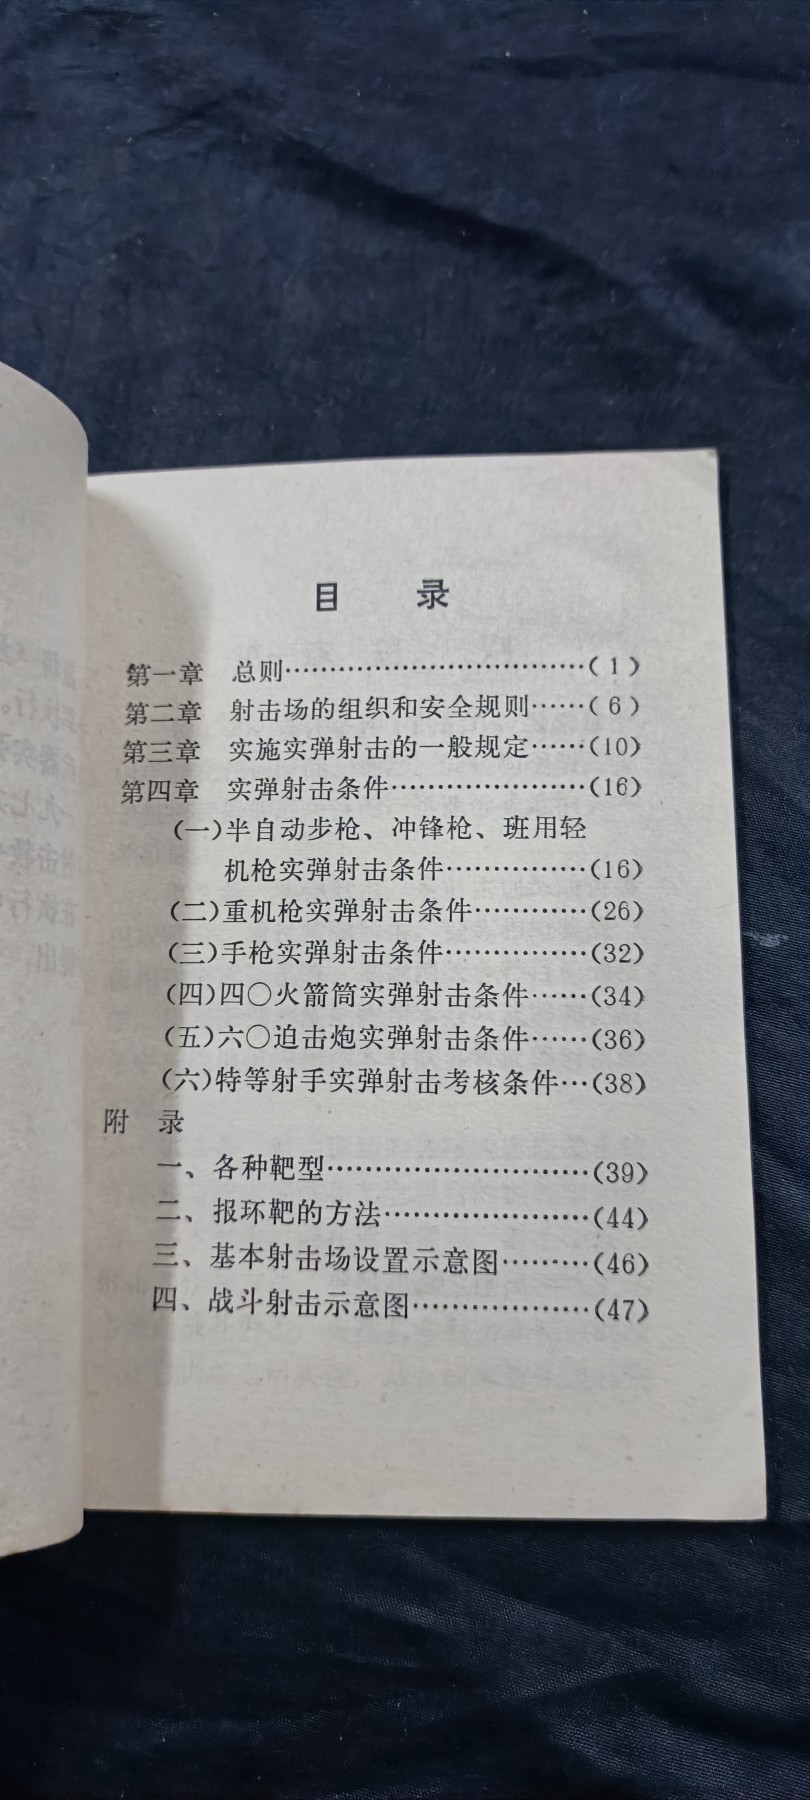 目　录
第一章　总则……………………………（1）
第二章　射击场的组织和安全规则……（6）
第三章　实施实弹射击的一般规定……（10）
第四章　实弹射击条件…………………（16）
（一）半自动步枪、冲锋枪、班用轻
机枪实弹射击条件……………（16）
（二）重机枪实弹射击条件…………（26）
（三）手枪实弹射击条件……………（32）
（四）四〇火箭筒实弹射击条件……（34）
（五）六〇迫击炮实弹射击条件……（36）
（六）特等射手实弹射击考核条件…（38）
附　录
一、各种靶型…………………………（39）
二、报环靶的方法……………………（44）
三、基本射击场设置示意图………（46）
四、战斗射击示意图…………………（47）